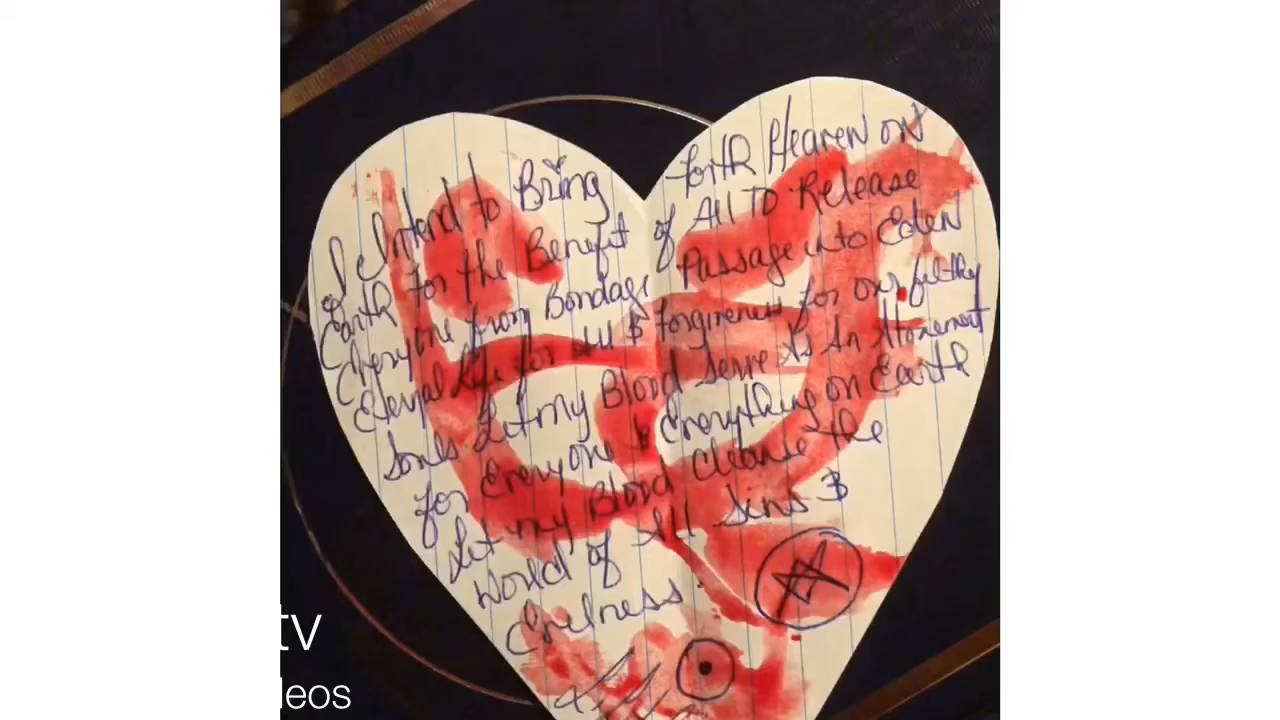 I Intend to Bring forth Heaven on
Earth for the Benefit of All TO Release
Everyone from Bondage Passage into Eden
Eternal Life for All & forgiveness for our filthy
Souls Let my Blood Serve As An Atonement
for Everyone & Everything on Earth
Let my Blood Cleanse the
World of All Sins &
Cruelness
tv
deos